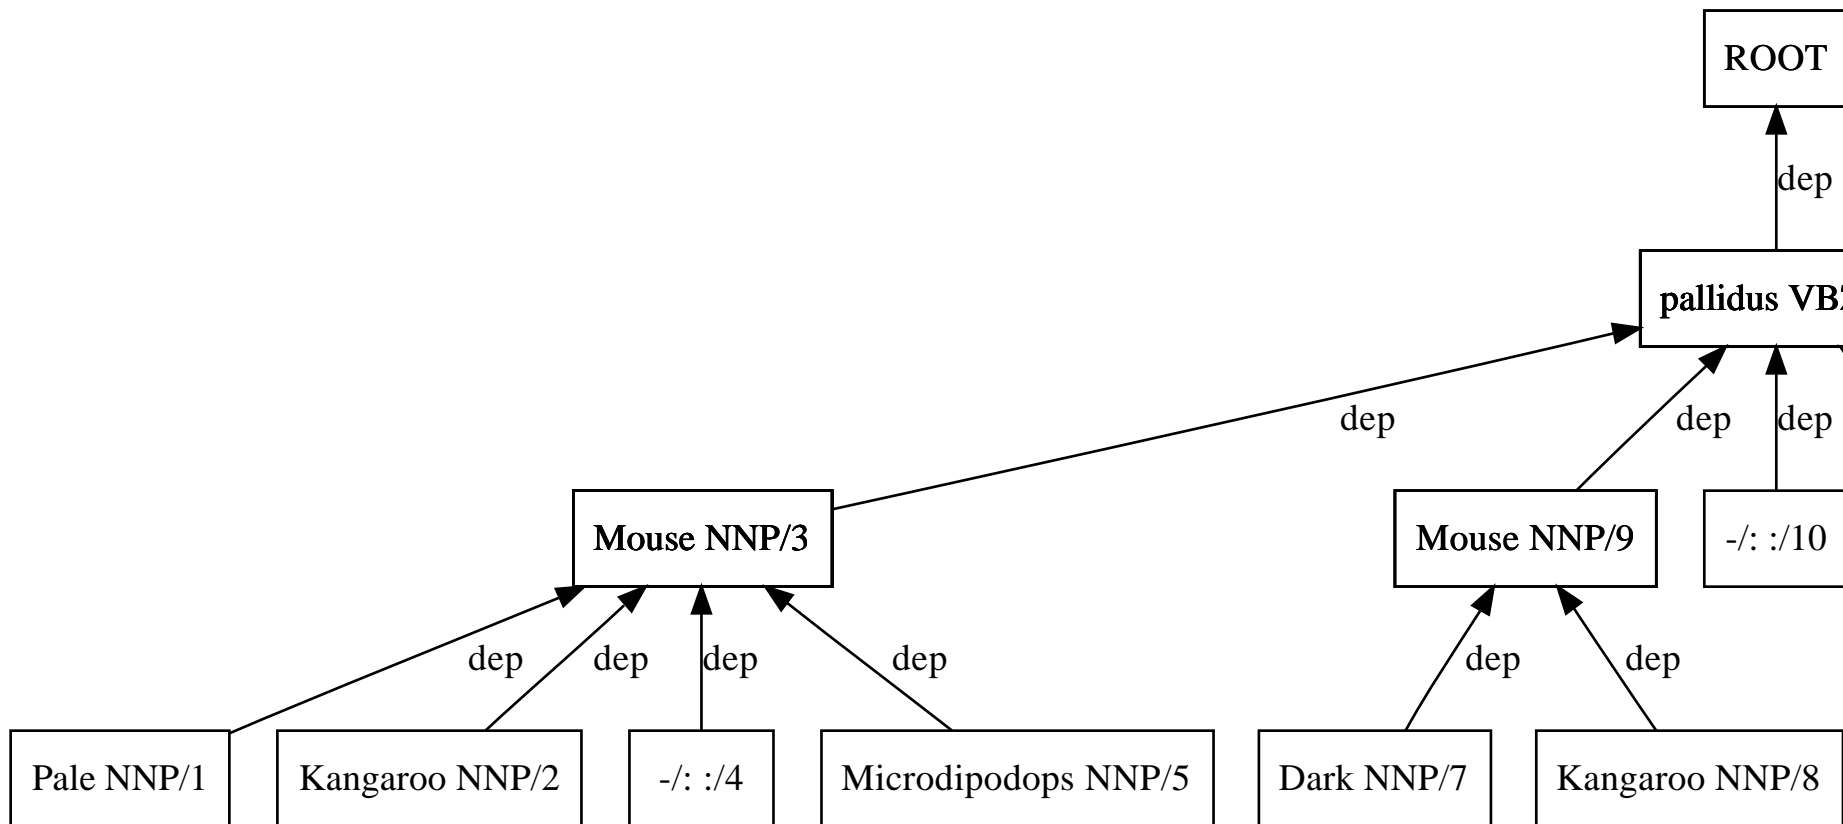 ROOT
dep
pallidus VB
dep
dep
dep
Mouse NNP/3
Mouse NNP/9
-/: :/10
dep
dep
dep
dep
dep
dep
Pale NNP/1
Kangaroo NNP/2
-/: :/4
Microdipodops NNP/5
Dark NNP/7
Kangaroo NNP/8